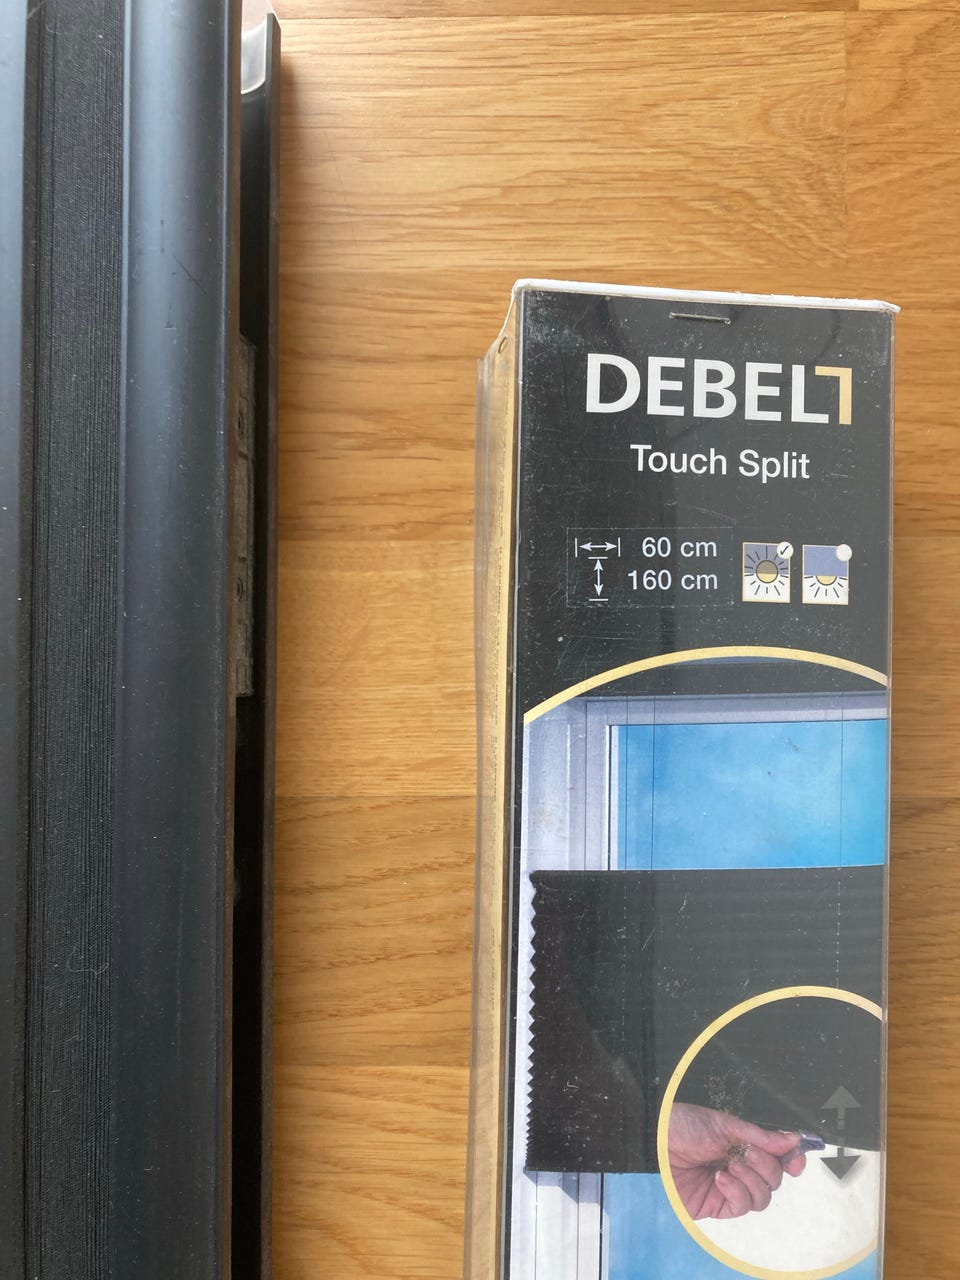 DEBEL
Touch Split
60 cm
160 cm